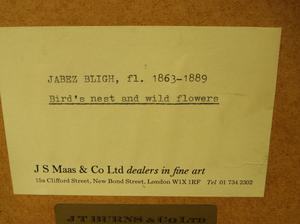 JABEZ BLIGH, fl. 1863-1889
Bird's nest and wild flowers
J S Maas & Co Ltd dealers in fine art
15a Clifford Street, New Bond Street, London W1X 1RF Tel 01 734 2302
J T BURNS & CO LTD